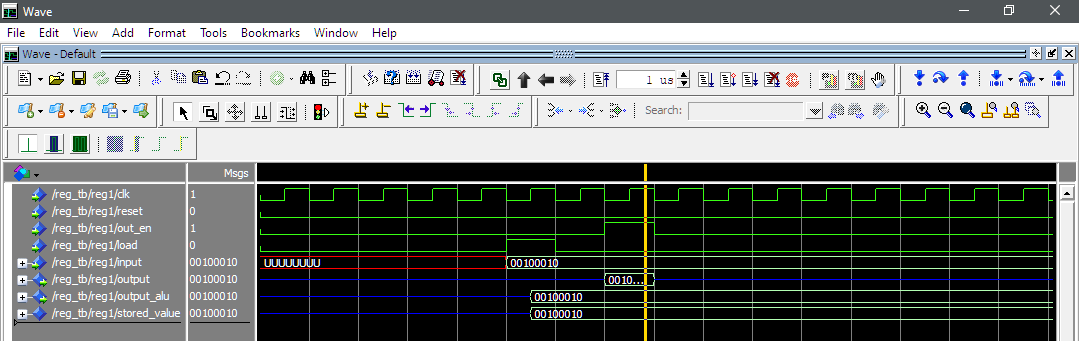 Wave
File Edit View Add Format Tools Bookmarks Window Help
Wave - Default
1 us
Search:
Msgs
/reg_tb/reg1/clk 1
/reg_tb/reg1/reset 0
/reg_tb/reg1/out_en 1
/reg_tb/reg1/load 0
/reg_tb/reg1/input 00100010 UUUUUUUU 00100010
/reg_tb/reg1/output 00100010 0010...
/reg_tb/reg1/output_alu 00100010 00100010
/reg_tb/reg1/stored_value 00100010 00100010